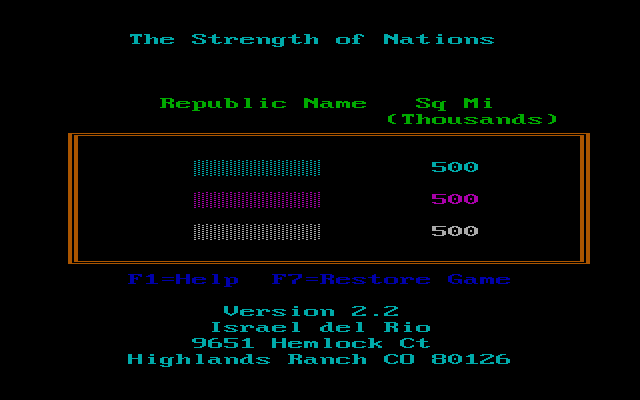 The Strength of Nations
Republic Name Sq Mi
(Thousands)
500
500
500
F1=Help F7=Restore Game
Version 2.2
Israel del Rio
9651 Hemlock Ct
Highlands Ranch CO 80126